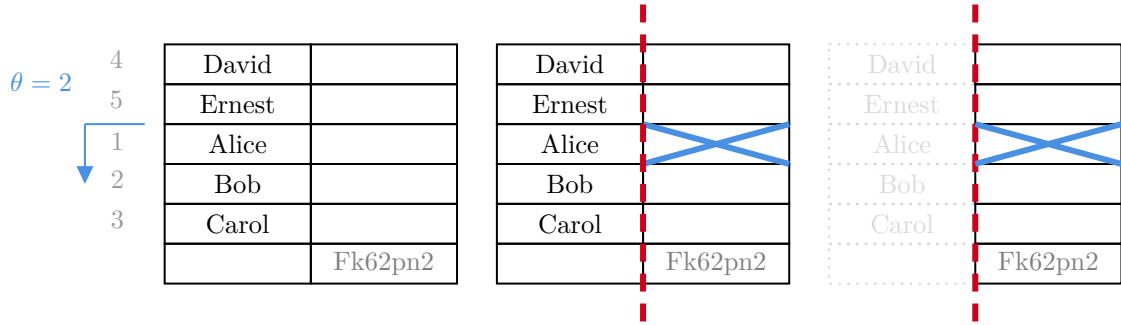 4 David David David
θ = 2
5 Ernest Ernest Ernest
1 Alice Alice Alice
2 Bob Bob Bob
3 Carol Carol Carol
Fk62pn2 Fk62pn2 Fk62pn2